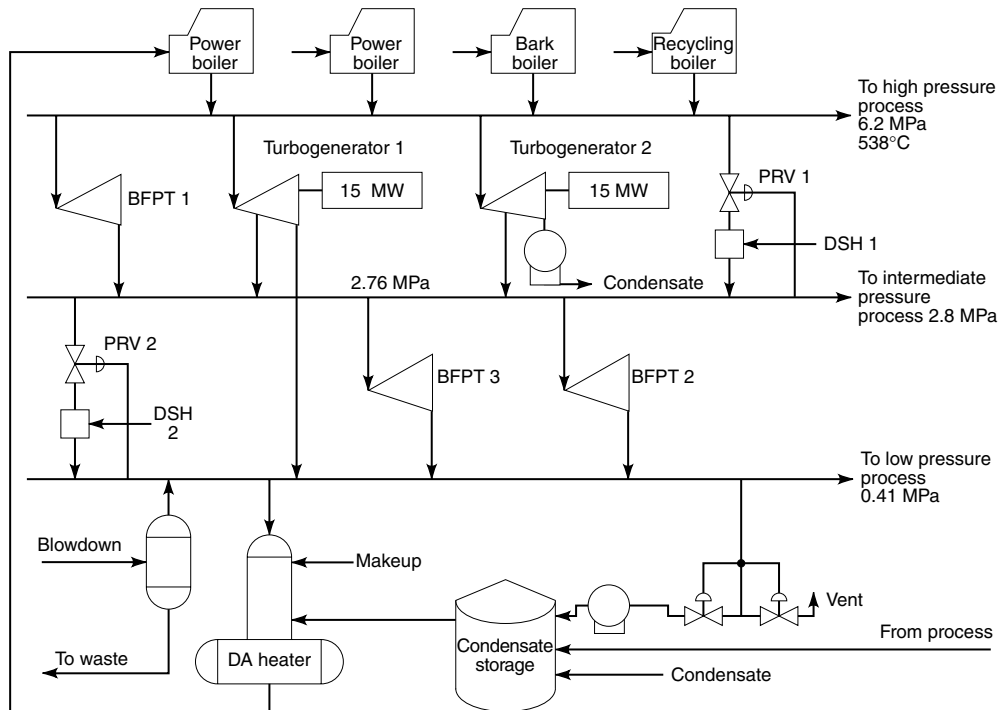 Power
boiler
Power
boiler
Bark
boiler
Recycling
boiler
To high pressure
process
6.2 MPa
538°C
Turbogenerator 1
Turbogenerator 2
BFPT 1
15 MW
15 MW
PRV 1
DSH 1
2.76 MPa
Condensate
To intermediate
pressure
process 2.8 MPa
PRV 2
BFPT 3
BFPT 2
DSH
2
To low pressure
process
0.41 MPa
Blowdown
Makeup
Vent
From process
To waste
DA heater
Condensate
storage
Condensate